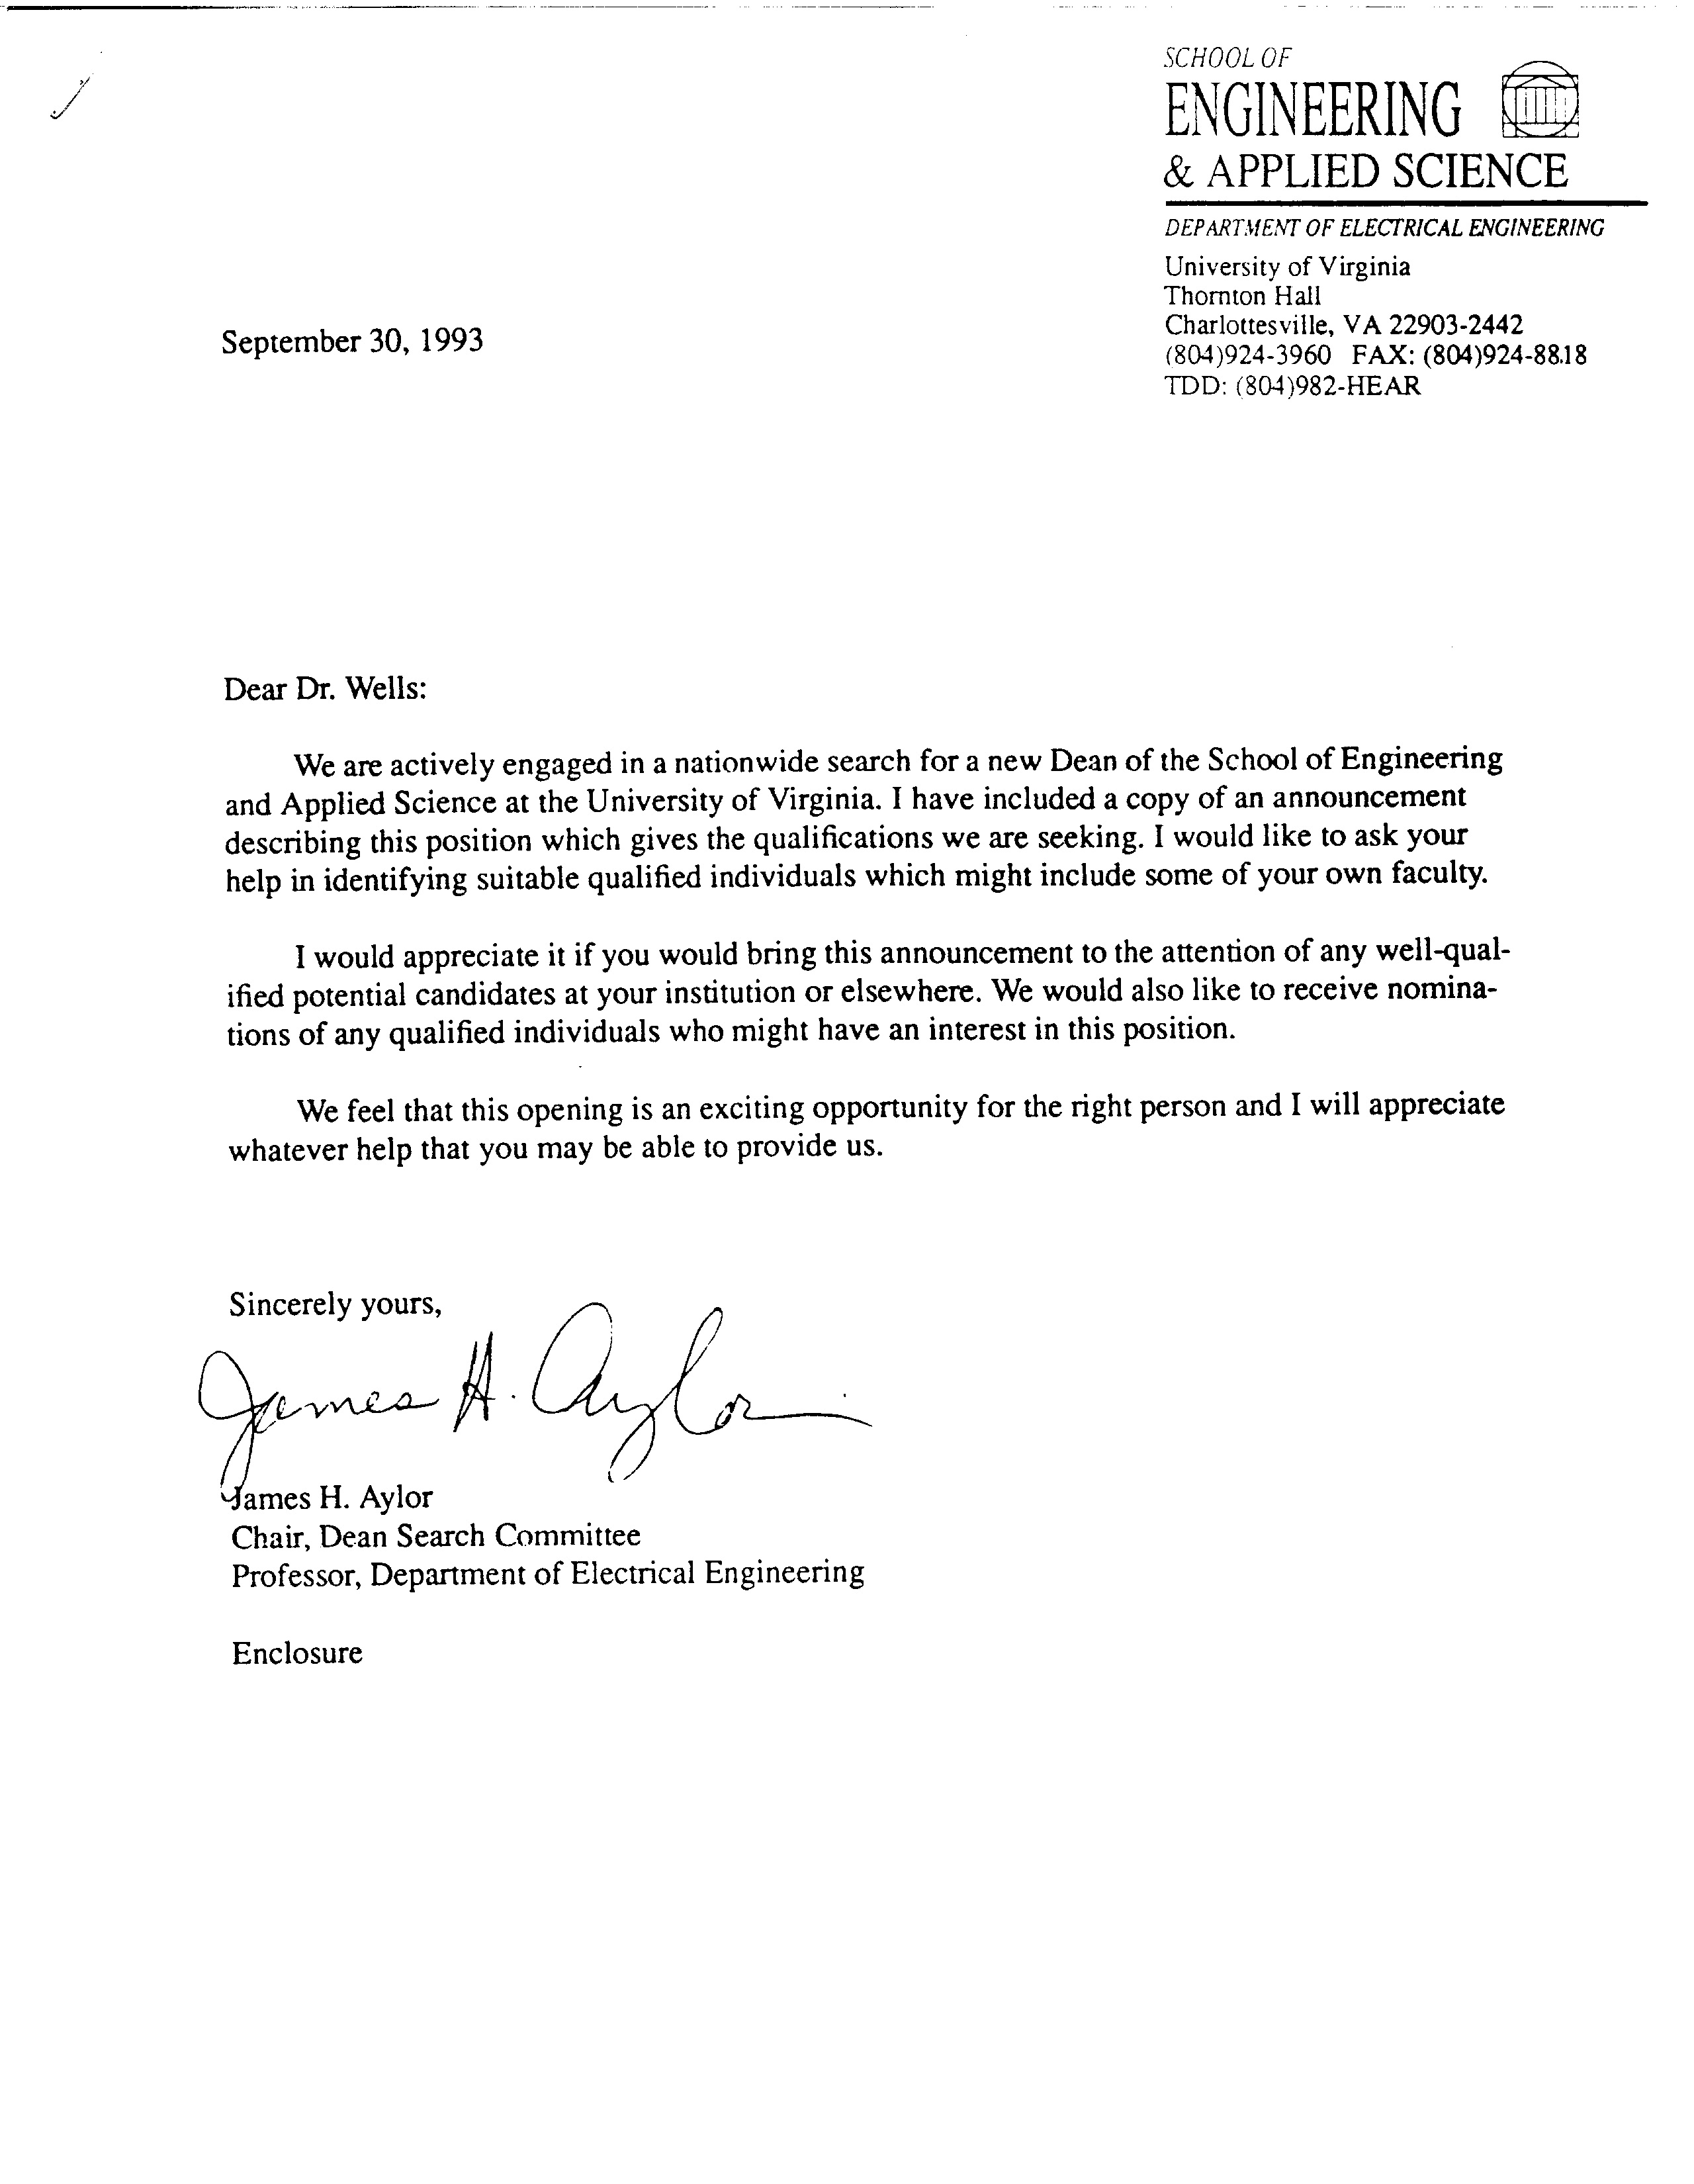 SCHOOL OF
ENGINEERING
& APPLIED SCIENCE
DEPARTMENT OF ELECTRICAL ENGINEERING
University of Virginia
Thornton Hall
Charlottesville, VA 22903-2442
(804)924-3960 FAX: (804)924-8818
TDD: (804)982-HEAR
September 30, 1993
Dear Dr. Wells:
We are actively engaged in a nationwide search for a new Dean of the School of Engineering
and Applied Science at the University of Virginia. I have included a copy of an announcement
describing this position which gives the qualifications we are seeking. I would like to ask your
help in identifying suitable qualified individuals which might include some of your own faculty.
I would appreciate it if you would bring this announcement to the attention of any well-qual-
ified potential candidates at your institution or elsewhere. We would also like to receive nomina-
tions of any qualified individuals who might have an interest in this position.
We feel that this opening is an exciting opportunity for the right person and I will appreciate
whatever help that you may be able to provide us.
Sincerely yours,
James H. Aylor
James H. Aylor
Chair, Dean Search Committee
Professor, Department of Electrical Engineering
Enclosure